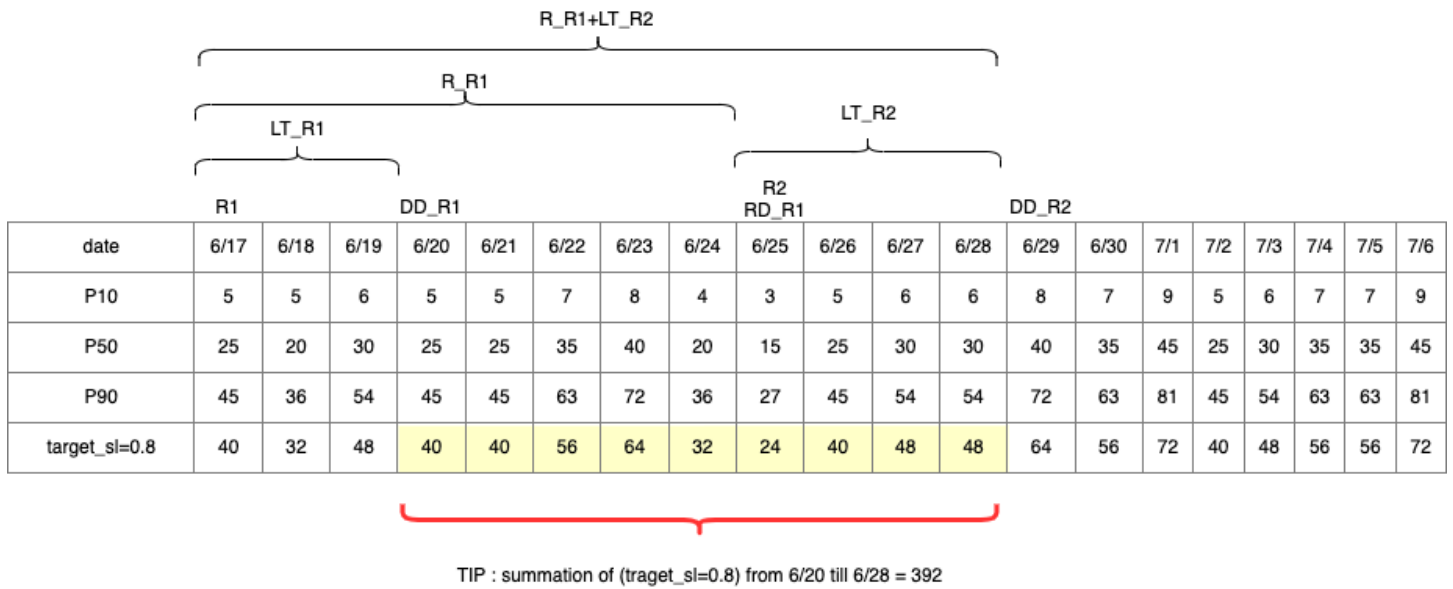 R_R1+LT_R2
R_R1
LT_R1
LT_R2
R1
DD_R1
R2
RD_R1
DD_R2
date 6/17 6/18 6/19 6/20 6/21 6/22 6/23 6/24 6/25 6/26 6/27 6/28 6/29 6/30 7/1 7/2 7/3 7/4 7/5 7/6
P10 5 5 6 5 5 7 8 4 3 5 6 6 8 7 9 5 6 7 7 9
P50 25 20 30 25 25 35 40 20 15 25 30 30 40 35 45 25 30 35 35 45
P90 45 36 54 45 45 63 72 36 27 45 54 54 72 63 81 45 54 63 63 81
target_sl=0.8 40 32 48 40 40 56 64 32 24 40 48 48 64 56 72 40 48 56 56 72
TIP : summation of (traget_sl=0.8) from 6/20 till 6/28 = 392